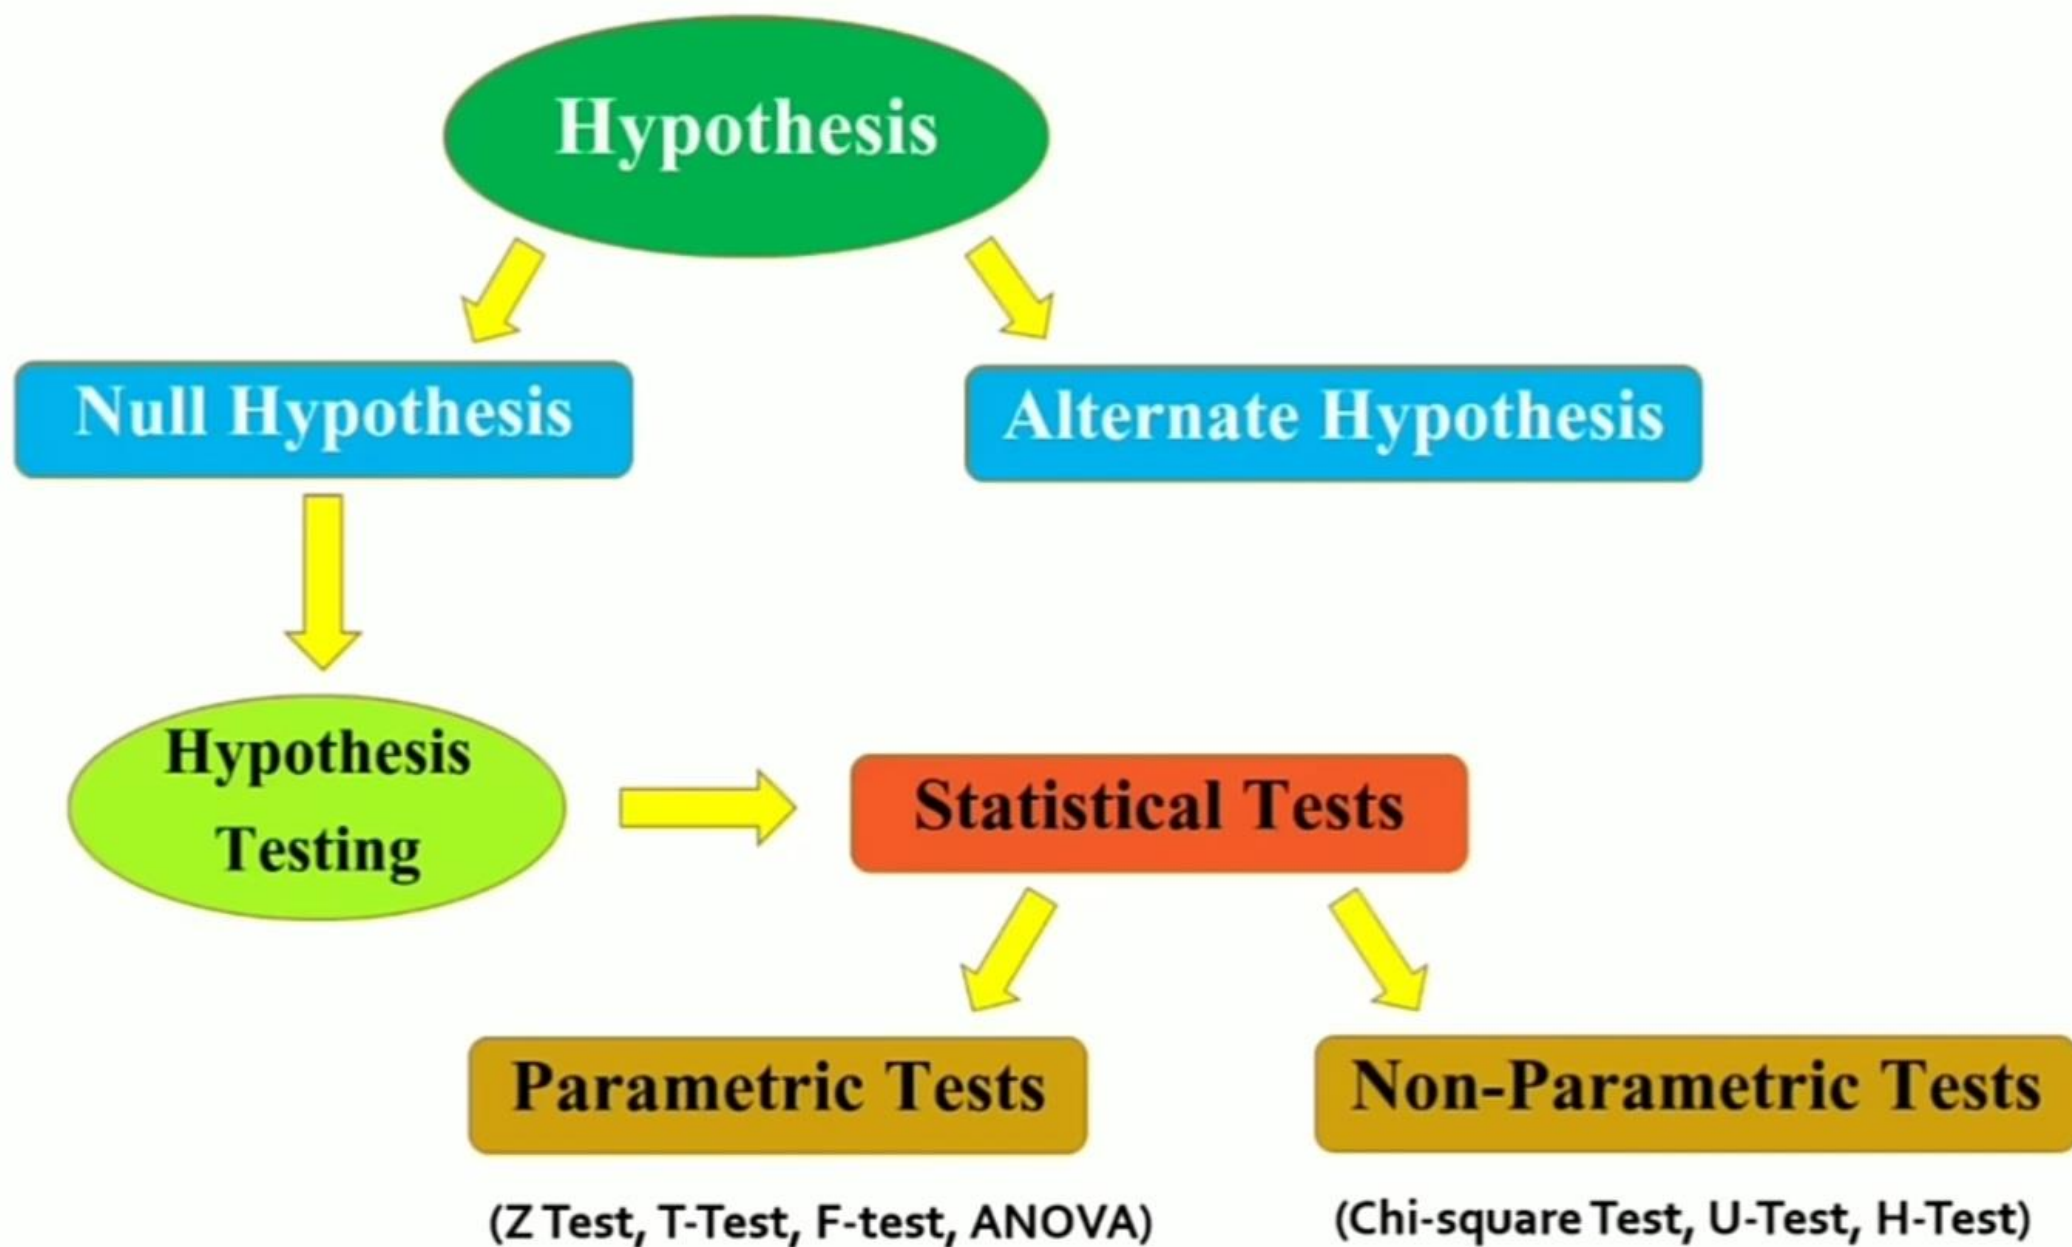 Hypothesis
Null Hypothesis
Alternate Hypothesis
Hypothesis
Testing
Statistical Tests
Parametric Tests
Non-Parametric Tests
(Z Test, T-Test, F-test, ANOVA)
(Chi-square Test, U-Test, H-Test)